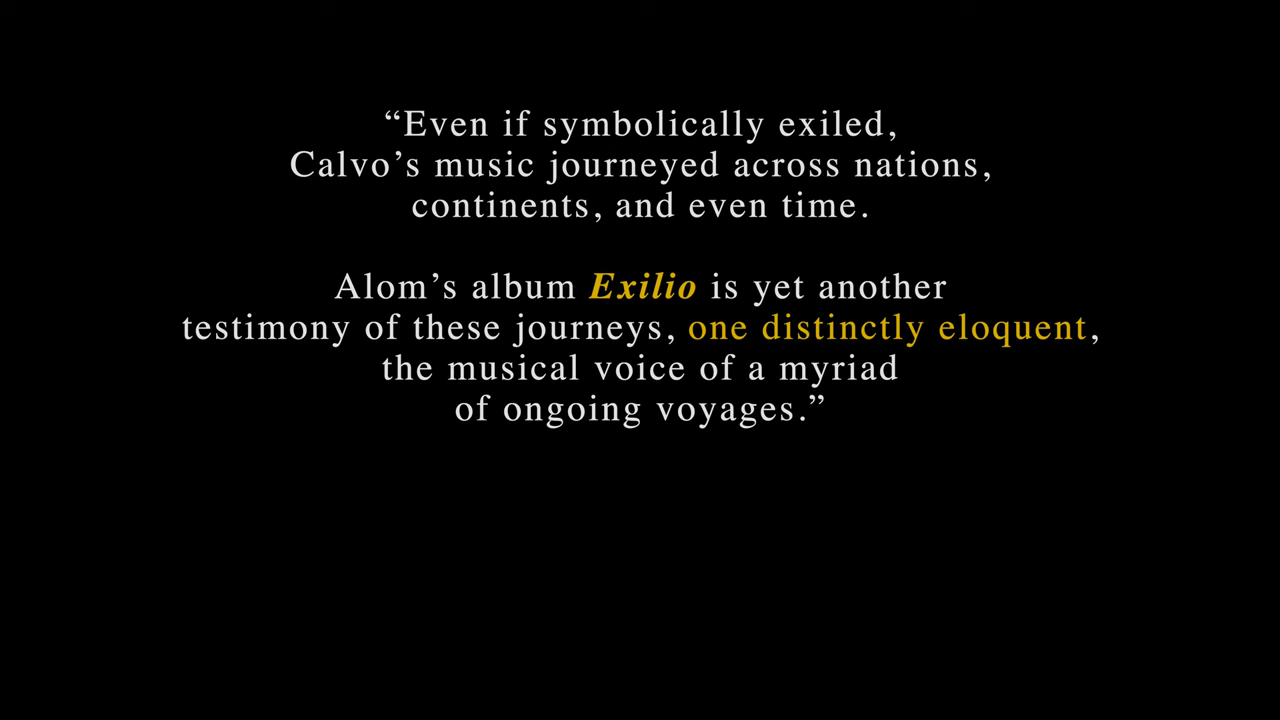 “Even if symbolically exiled,
Calvo’s music journeyed across nations,
continents, and even time.
Alom’s album Exilio is yet another
testimony of these journeys, one distinctly eloquent,
the musical voice of a myriad
of ongoing voyages.”